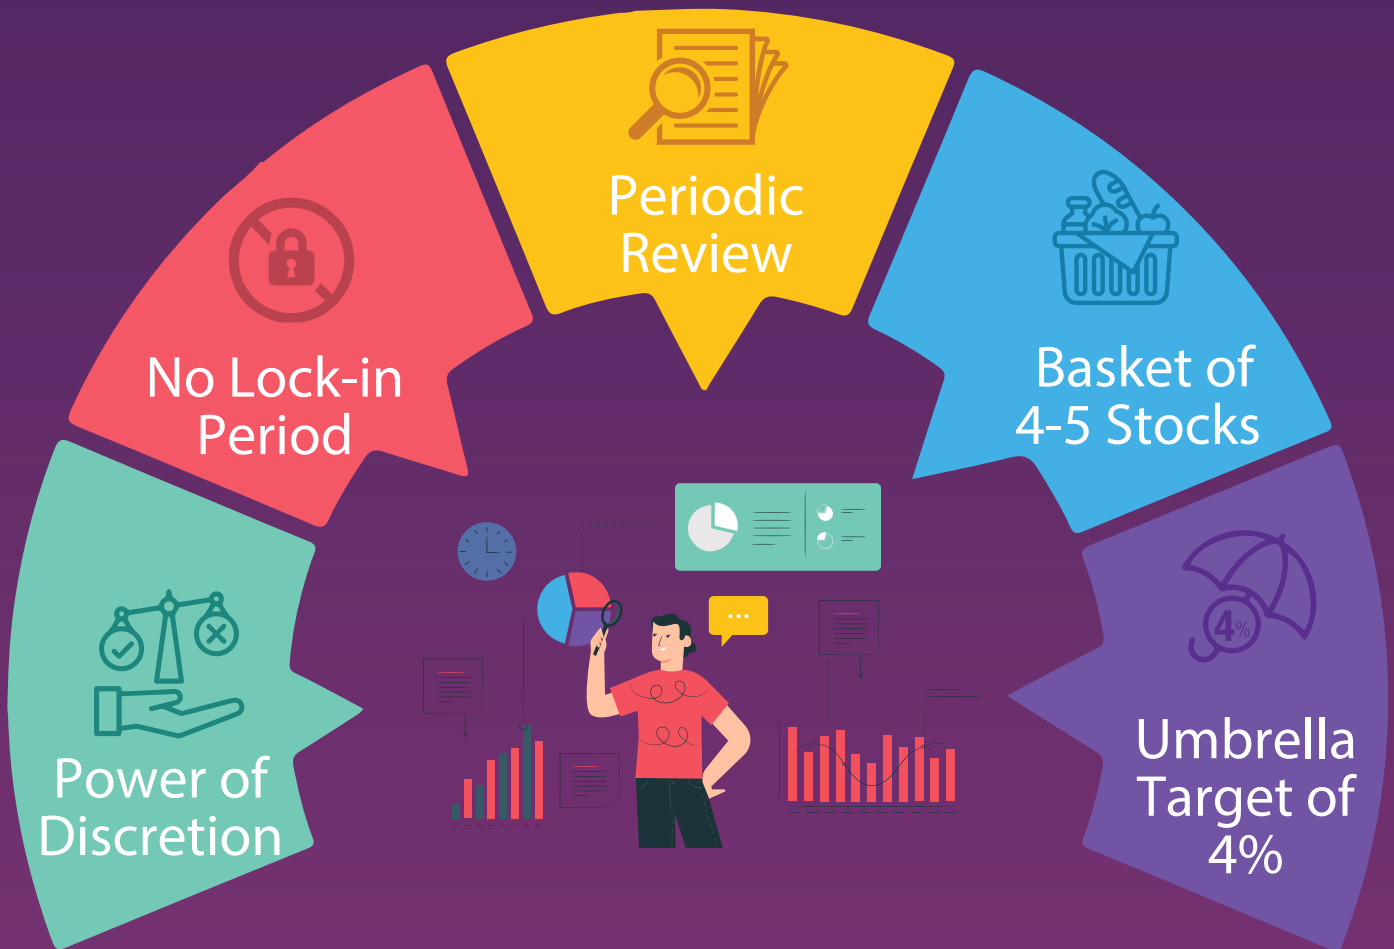 Power of
Discretion
No Lock-in
Period
Periodic
Review
Basket of
4-5 Stocks
4%
Umbrella
Target of
4%